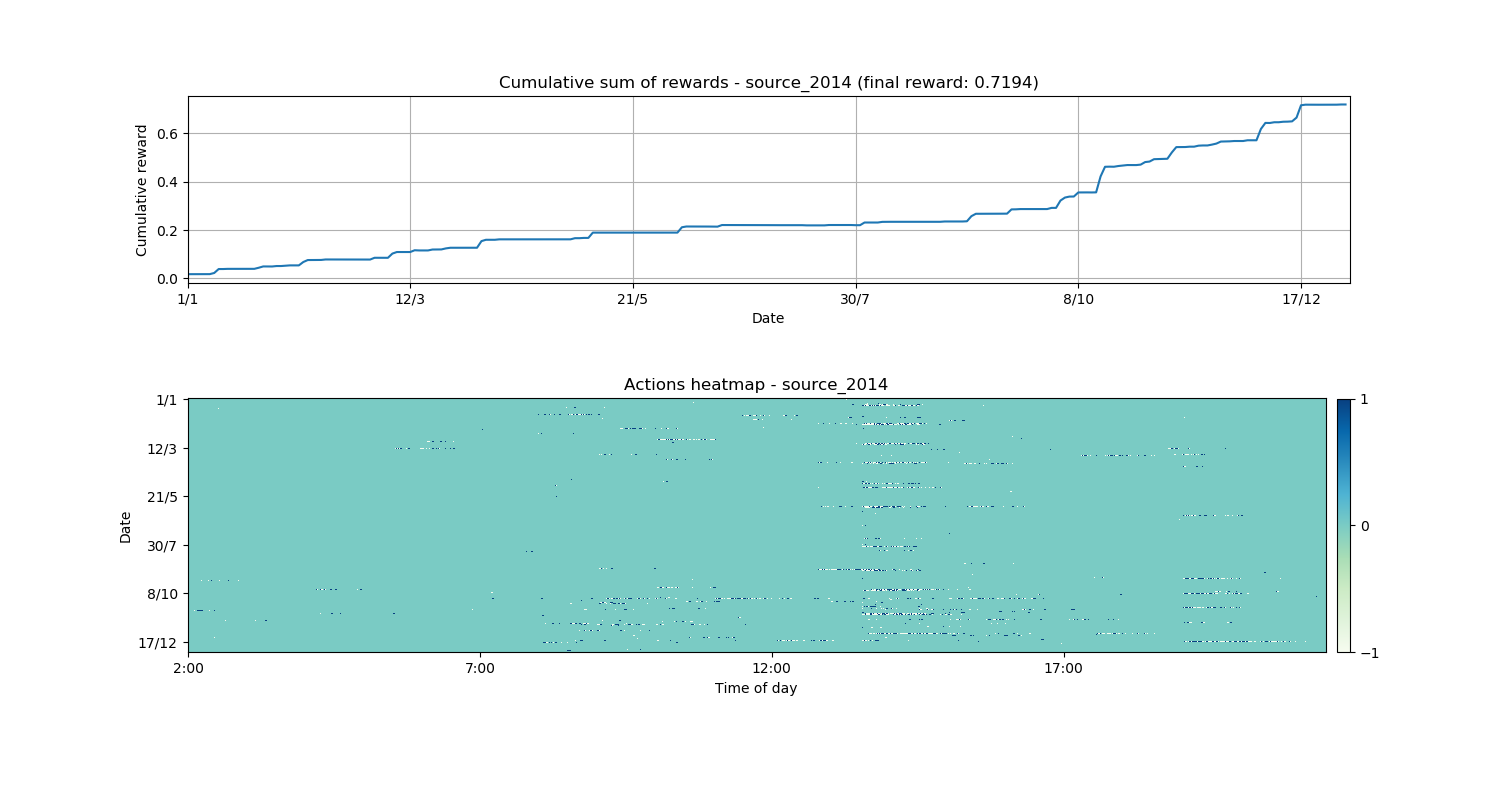 Cumulative sum of rewards - source_2014 (final reward: 0.7194)
Cumulative reward
0.6
0.4
0.2
0.0
1/1 12/3 21/5 30/7 8/10 17/12
Date
Actions heatmap - source_2014
Date
1/1
12/3
21/5
30/7
8/10
17/12
2:00 7:00 12:00 17:00
Time of day
1
0
−1